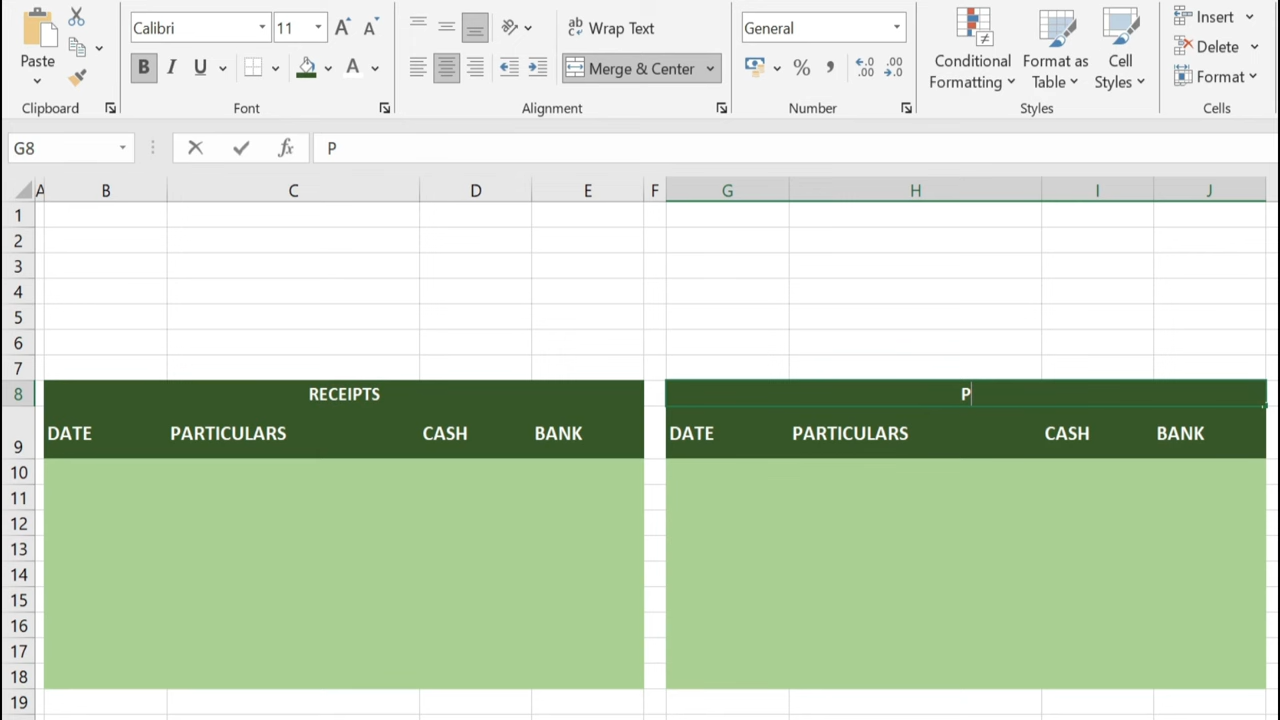 Calibri 11 Wrap Text General Insert
Paste B I U A Merge & Center % Conditional Formatting Format as Table Cell Styles Delete
Format
Clipboard Font Alignment Number Styles Cells
G8 fx P
A B C D E F G H I J
1
2
3
4
5
6
7
8 RECEIPTS P
9 DATE PARTICULARS CASH BANK DATE PARTICULARS CASH BANK
10
11
12
13
14
15
16
17
18
19